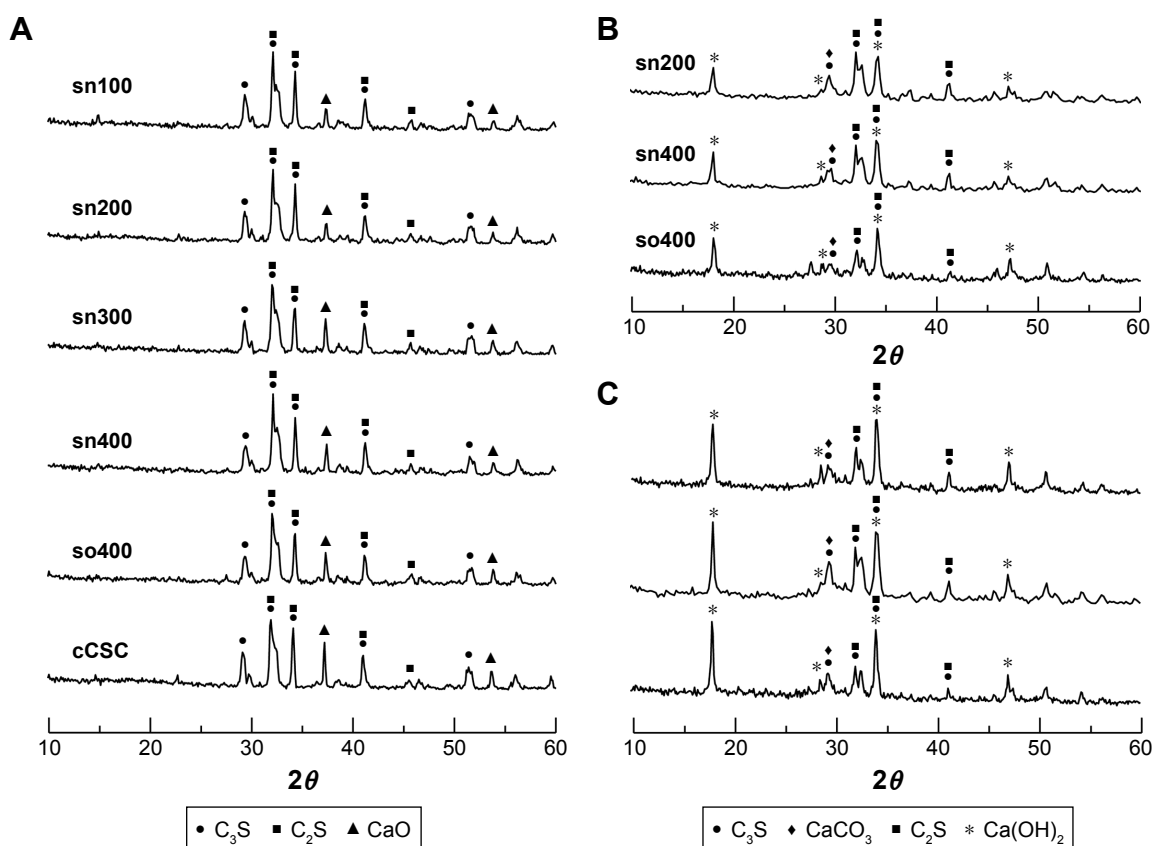 A
sn100
sn200
sn300
sn400
so400
cCSC
10 20 30 40 50 60
2θ
● C₃S ■ C₂S ▲ CaO
B
sn200
sn400
so400
10 20 30 40 50 60
2θ
C
10 20 30 40 50 60
2θ
● C₃S ♦ CaCO₃ ■ C₂S * Ca(OH)₂